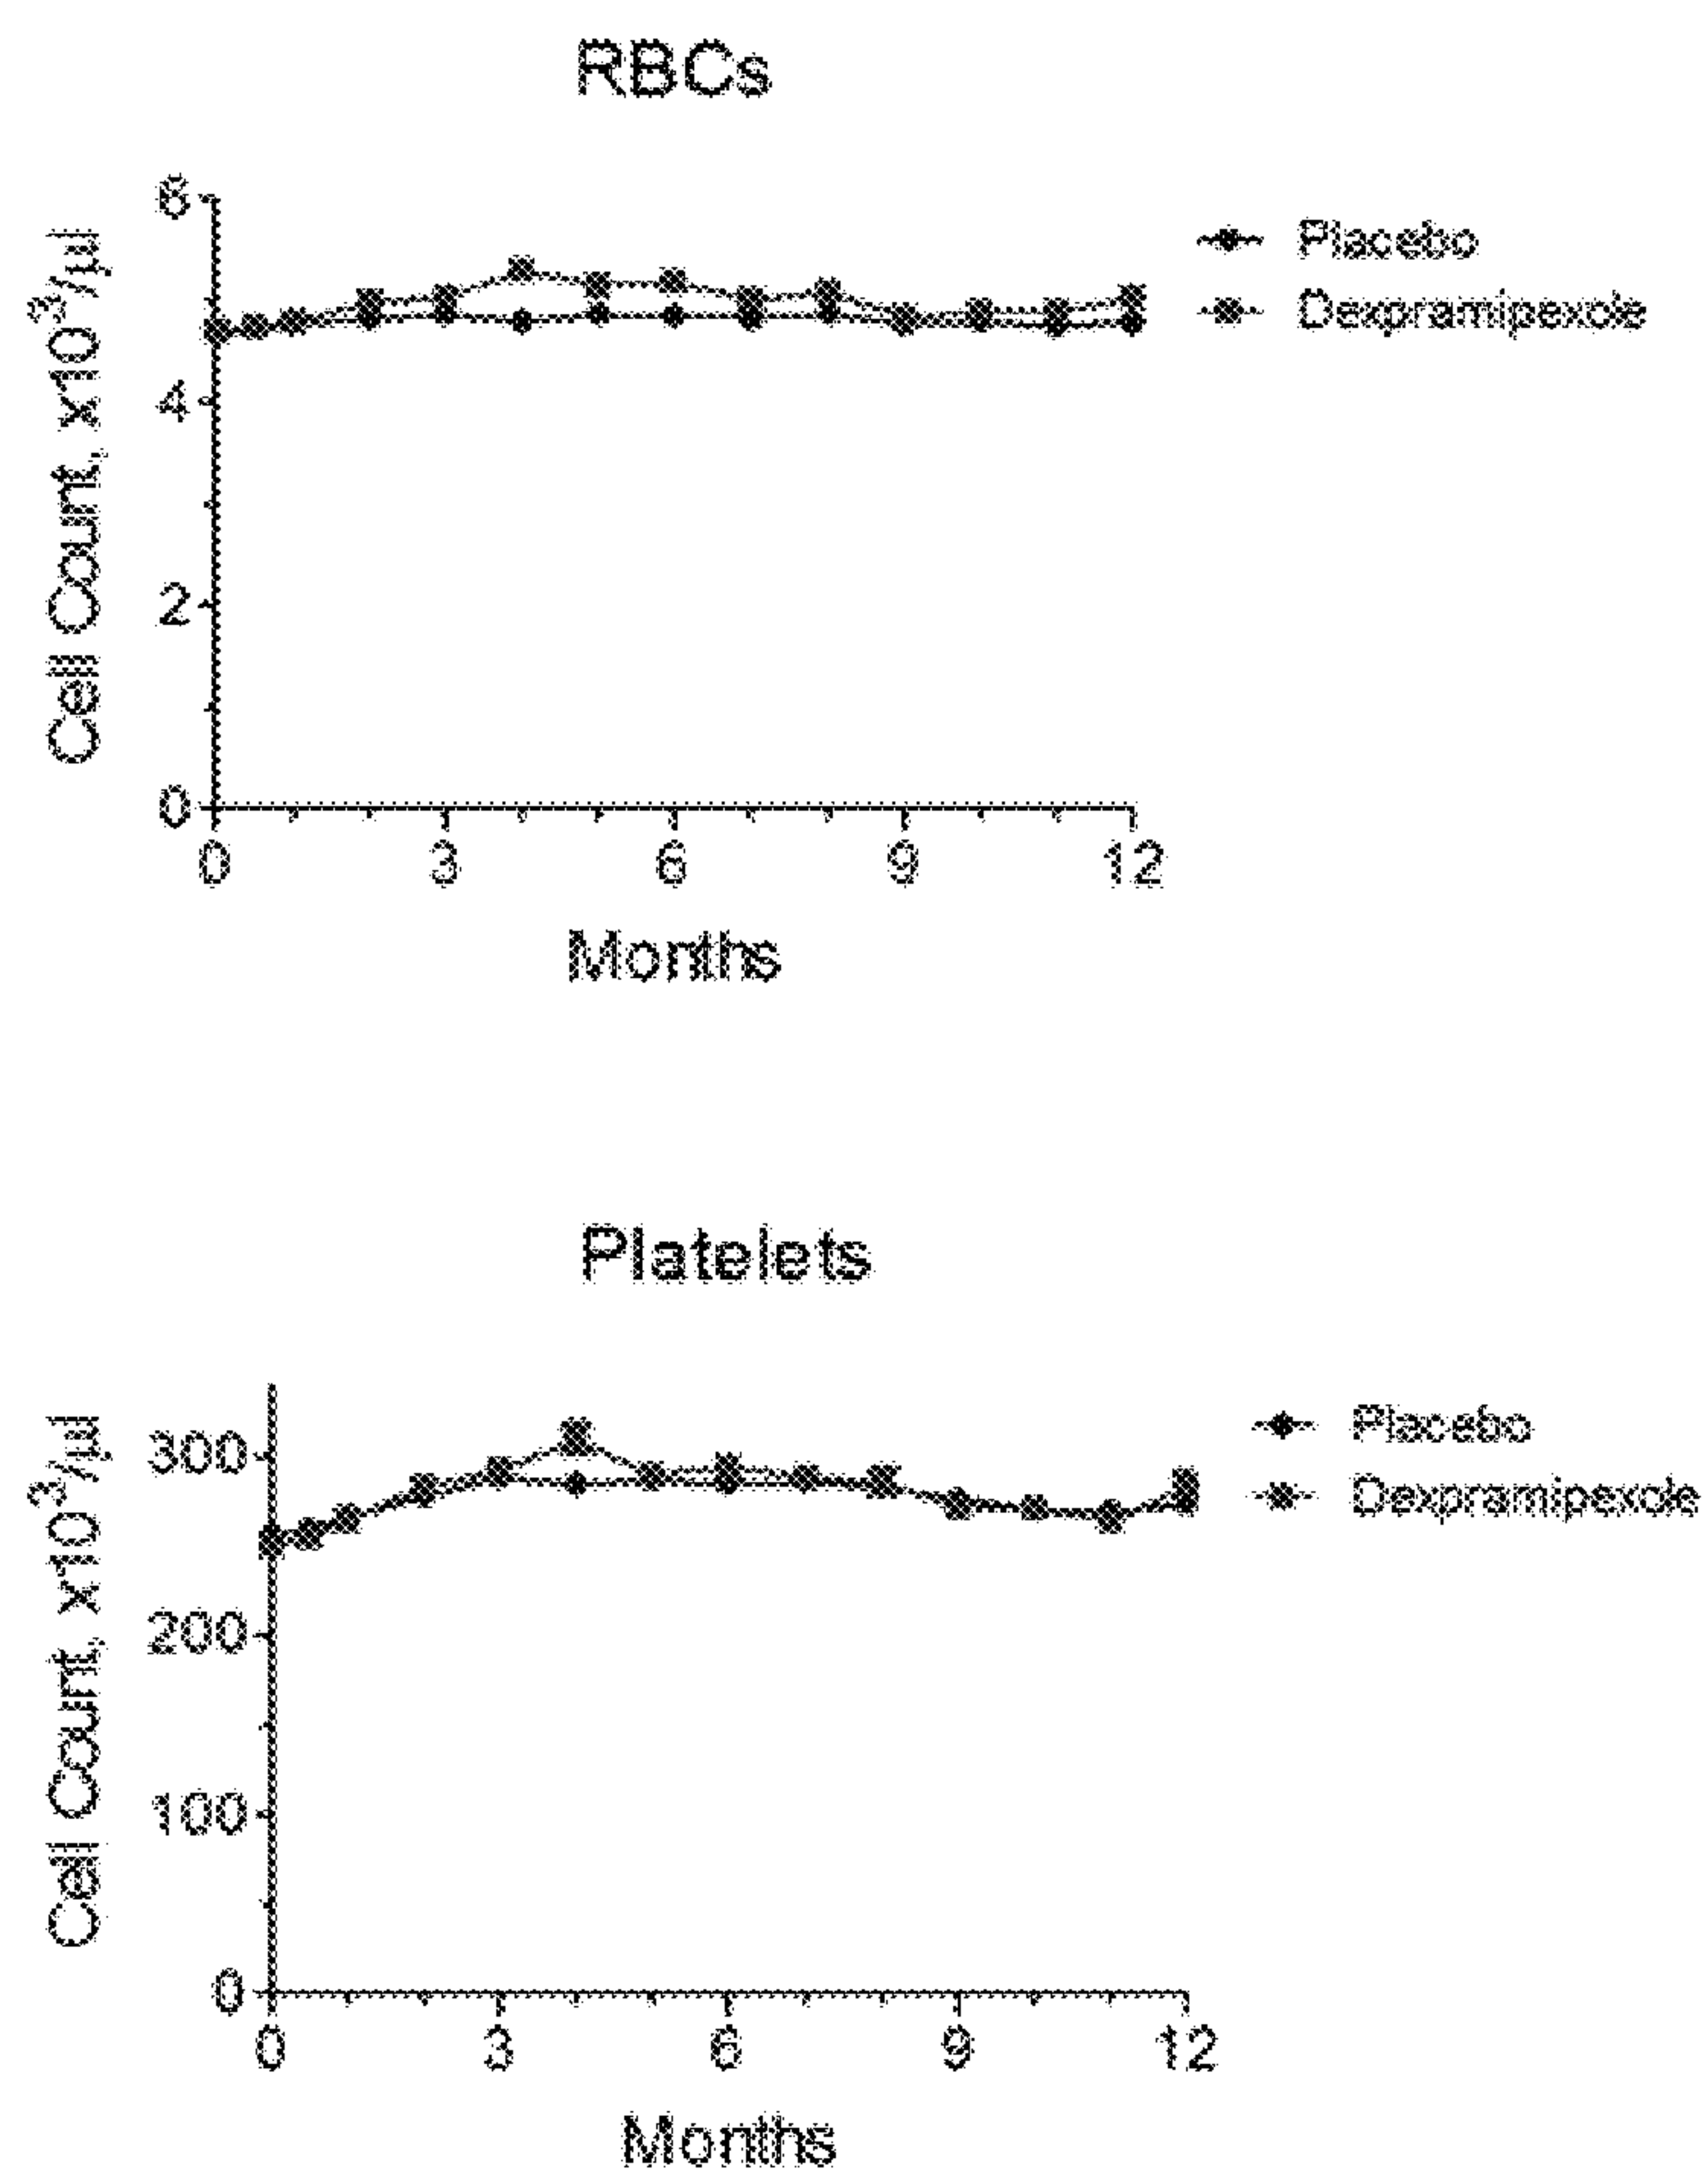 RBCs
6
4
2
0
Cell Count, x10³/µl
0 3 6 9 12
Months
Placebo
Dexpramipexole
Platelets
300
200
100
0
Cell Count, x10³/µl
0 3 6 9 12
Months
Placebo
Dexpramipexole